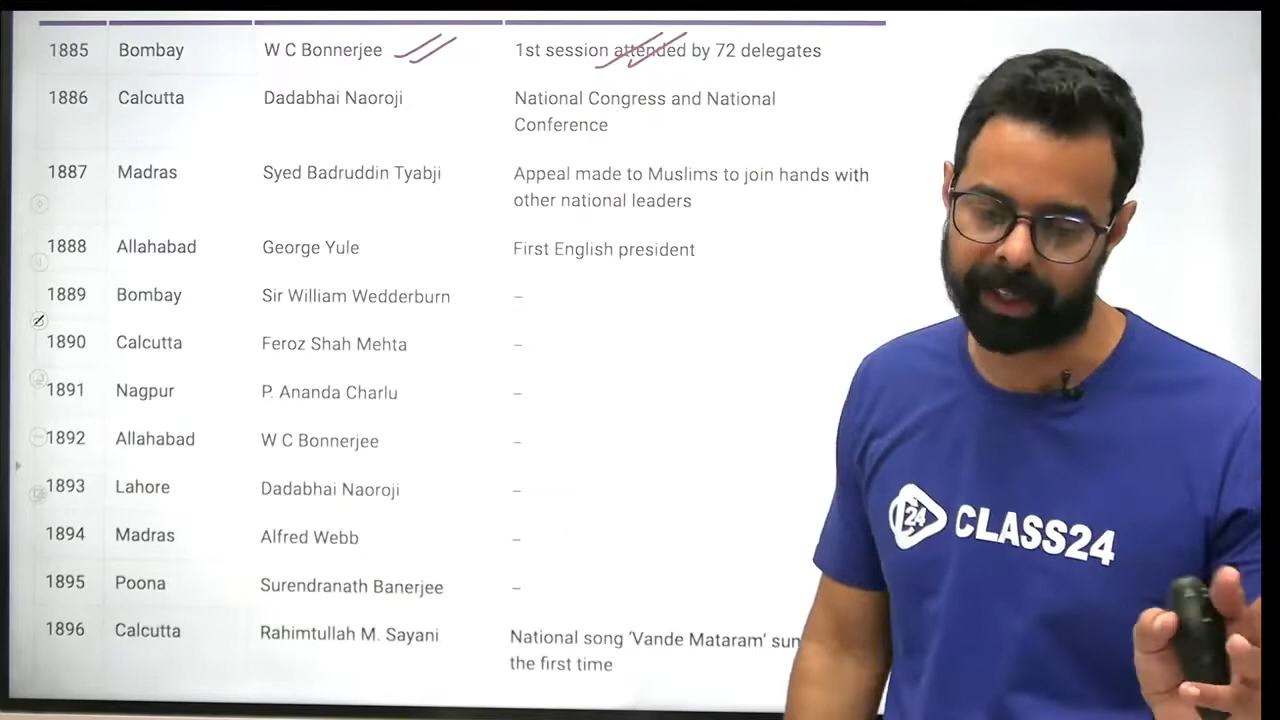 1885 Bombay W C Bonnerjee 1st session attended by 72 delegates
1886 Calcutta Dadabhai Naoroji National Congress and National
Conference
1887 Madras Syed Badruddin Tyabji Appeal made to Muslims to join hands with
other national leaders
1888 Allahabad George Yule First English president
1889 Bombay Sir William Wedderburn –
1890 Calcutta Feroz Shah Mehta –
1891 Nagpur P. Ananda Charlu –
1892 Allahabad W C Bonnerjee –
1893 Lahore Dadabhai Naoroji –
1894 Madras Alfred Webb –
1895 Poona Surendranath Banerjee –
1896 Calcutta Rahimtullah M. Sayani National song ‘Vande Mataram’ sun
the first time
24 CLASS24